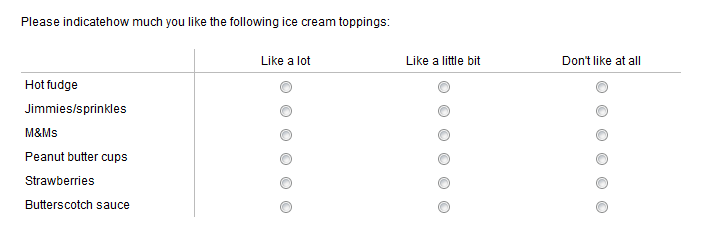 Please indicatehow much you like the following ice cream toppings:
Like a lot Like a little bit Don't like at all
Hot fudge
Jimmies/sprinkles
M&Ms
Peanut butter cups
Strawberries
Butterscotch sauce